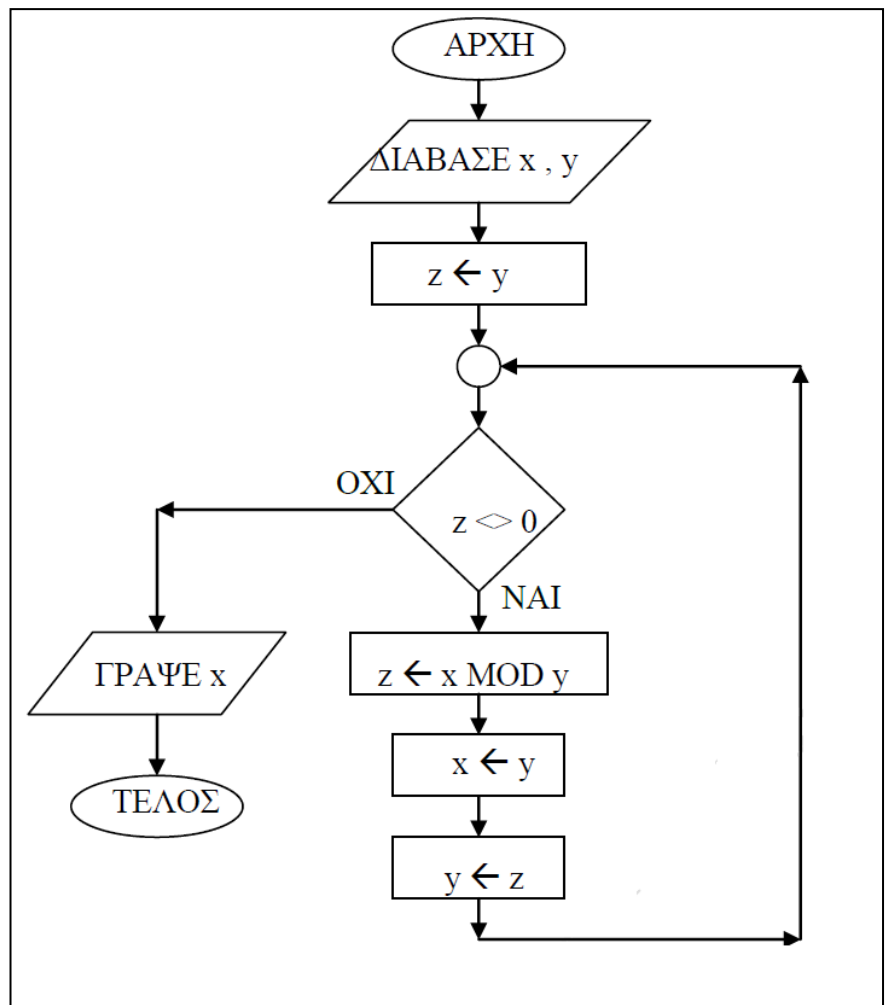 ΑΡΧΗ
ΔΙΑΒΑΣΕ x , y
z ← y
z <> 0
ΟΧΙ
ΝΑΙ
z ← x MOD y
x ← y
y ← z
ΓΡΑΨΕ x
ΤΕΛΟΣ